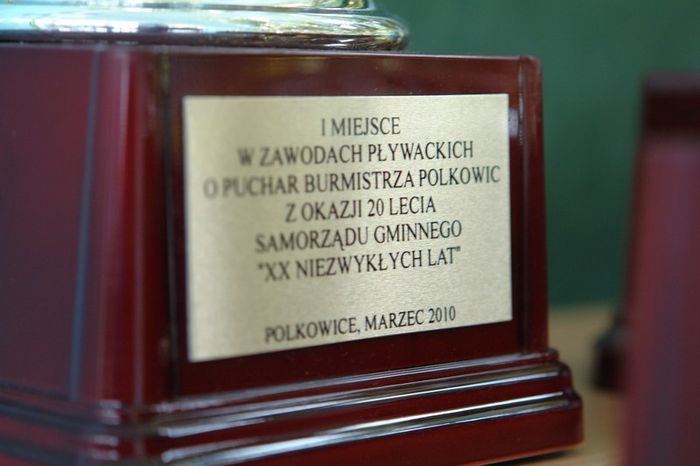 I MIEJSCE
W ZAWODACH PŁYWACKICH
O PUCHAR BURMISTRZA POLKOWIC
Z OKAZJI 20 LECIA
SAMORZĄDU GMINNEGO
"XX NIEZWYKŁYCH LAT"
POLKOWICE, MARZEC 2010